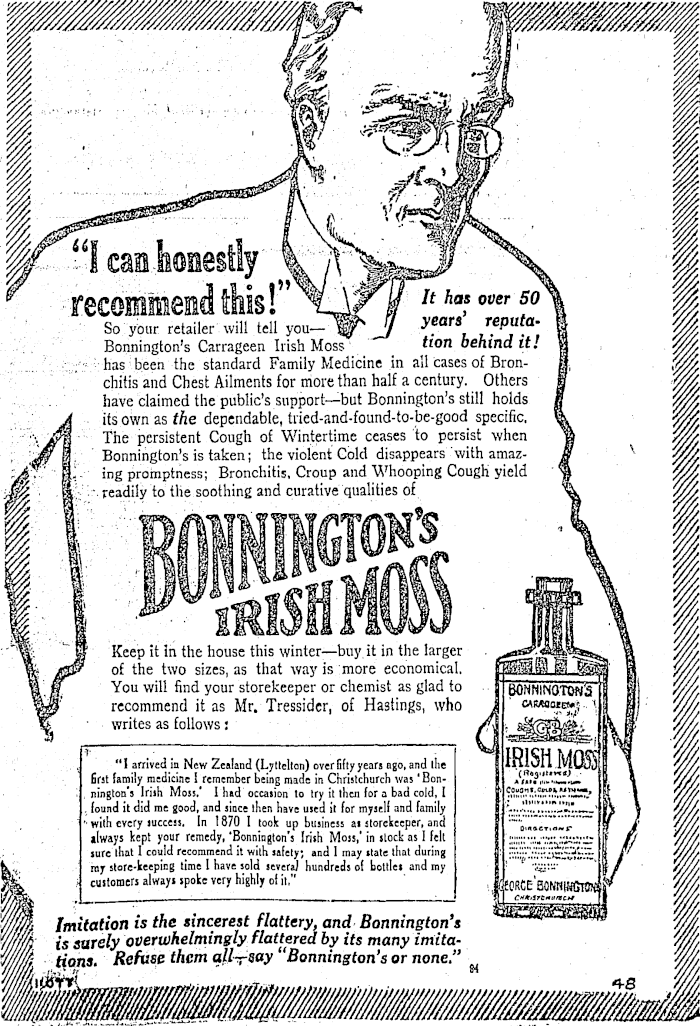 "I can honestly
recommend this!"
It has over 50
years' reputa-
tion behind it!
So your retailer will tell you—
Bonnington's Carrageen Irish Moss
has been the standard Family Medicine in all cases of Bron-
chitis and Chest Ailments for more than half a century. Others
have claimed the public's support—but Bonnington's still holds
its own as the dependable, tried-and-found-to-be-good specific.
The persistent Cough of Wintertime ceases to persist when
Bonnington's is taken; the violent Cold disappears with amaz-
ing promptness; Bronchitis, Croup and Whooping Cough yield
readily to the soothing and curative qualities of
BONNINGTON'S
IRISH MOSS
Keep it in the house this winter—buy it in the larger
of the two sizes, as that way is more economical.
You will find your storekeeper or chemist as glad to
recommend it as Mr. Tressider, of Hastings, who
writes as follows:
"I arrived in New Zealand (Lyttelton) over fifty years ago, and the
first family medicine I remember being made in Christchurch was 'Bon-
nington's Irish Moss.' I had occasion to try it then for a bad cold, I
found it did me good, and since then have used it for myself and family
with every success. In 1870 I took up business as storekeeper, and
always kept your remedy, 'Bonnington's Irish Moss,' in stock as I felt
sure that I could recommend it with safety; and I may state that during
my store-keeping time I have sold several hundreds of bottles and my
customers always spoke very highly of it."
BONNINGTON'S
CARRAGEEN
GB
IRISH MOSS
(Registered)
A SAFE
COUGHS, COLDS, ASTHMA,
DIRECTIONS
GEORGE BONNINGTON
CHRISTCHURCH
Imitation is the sincerest flattery, and Bonnington's
is surely overwhelmingly flattered by its many imita-
tions. Refuse them all—say "Bonnington's or none."
94
ILOTT
48